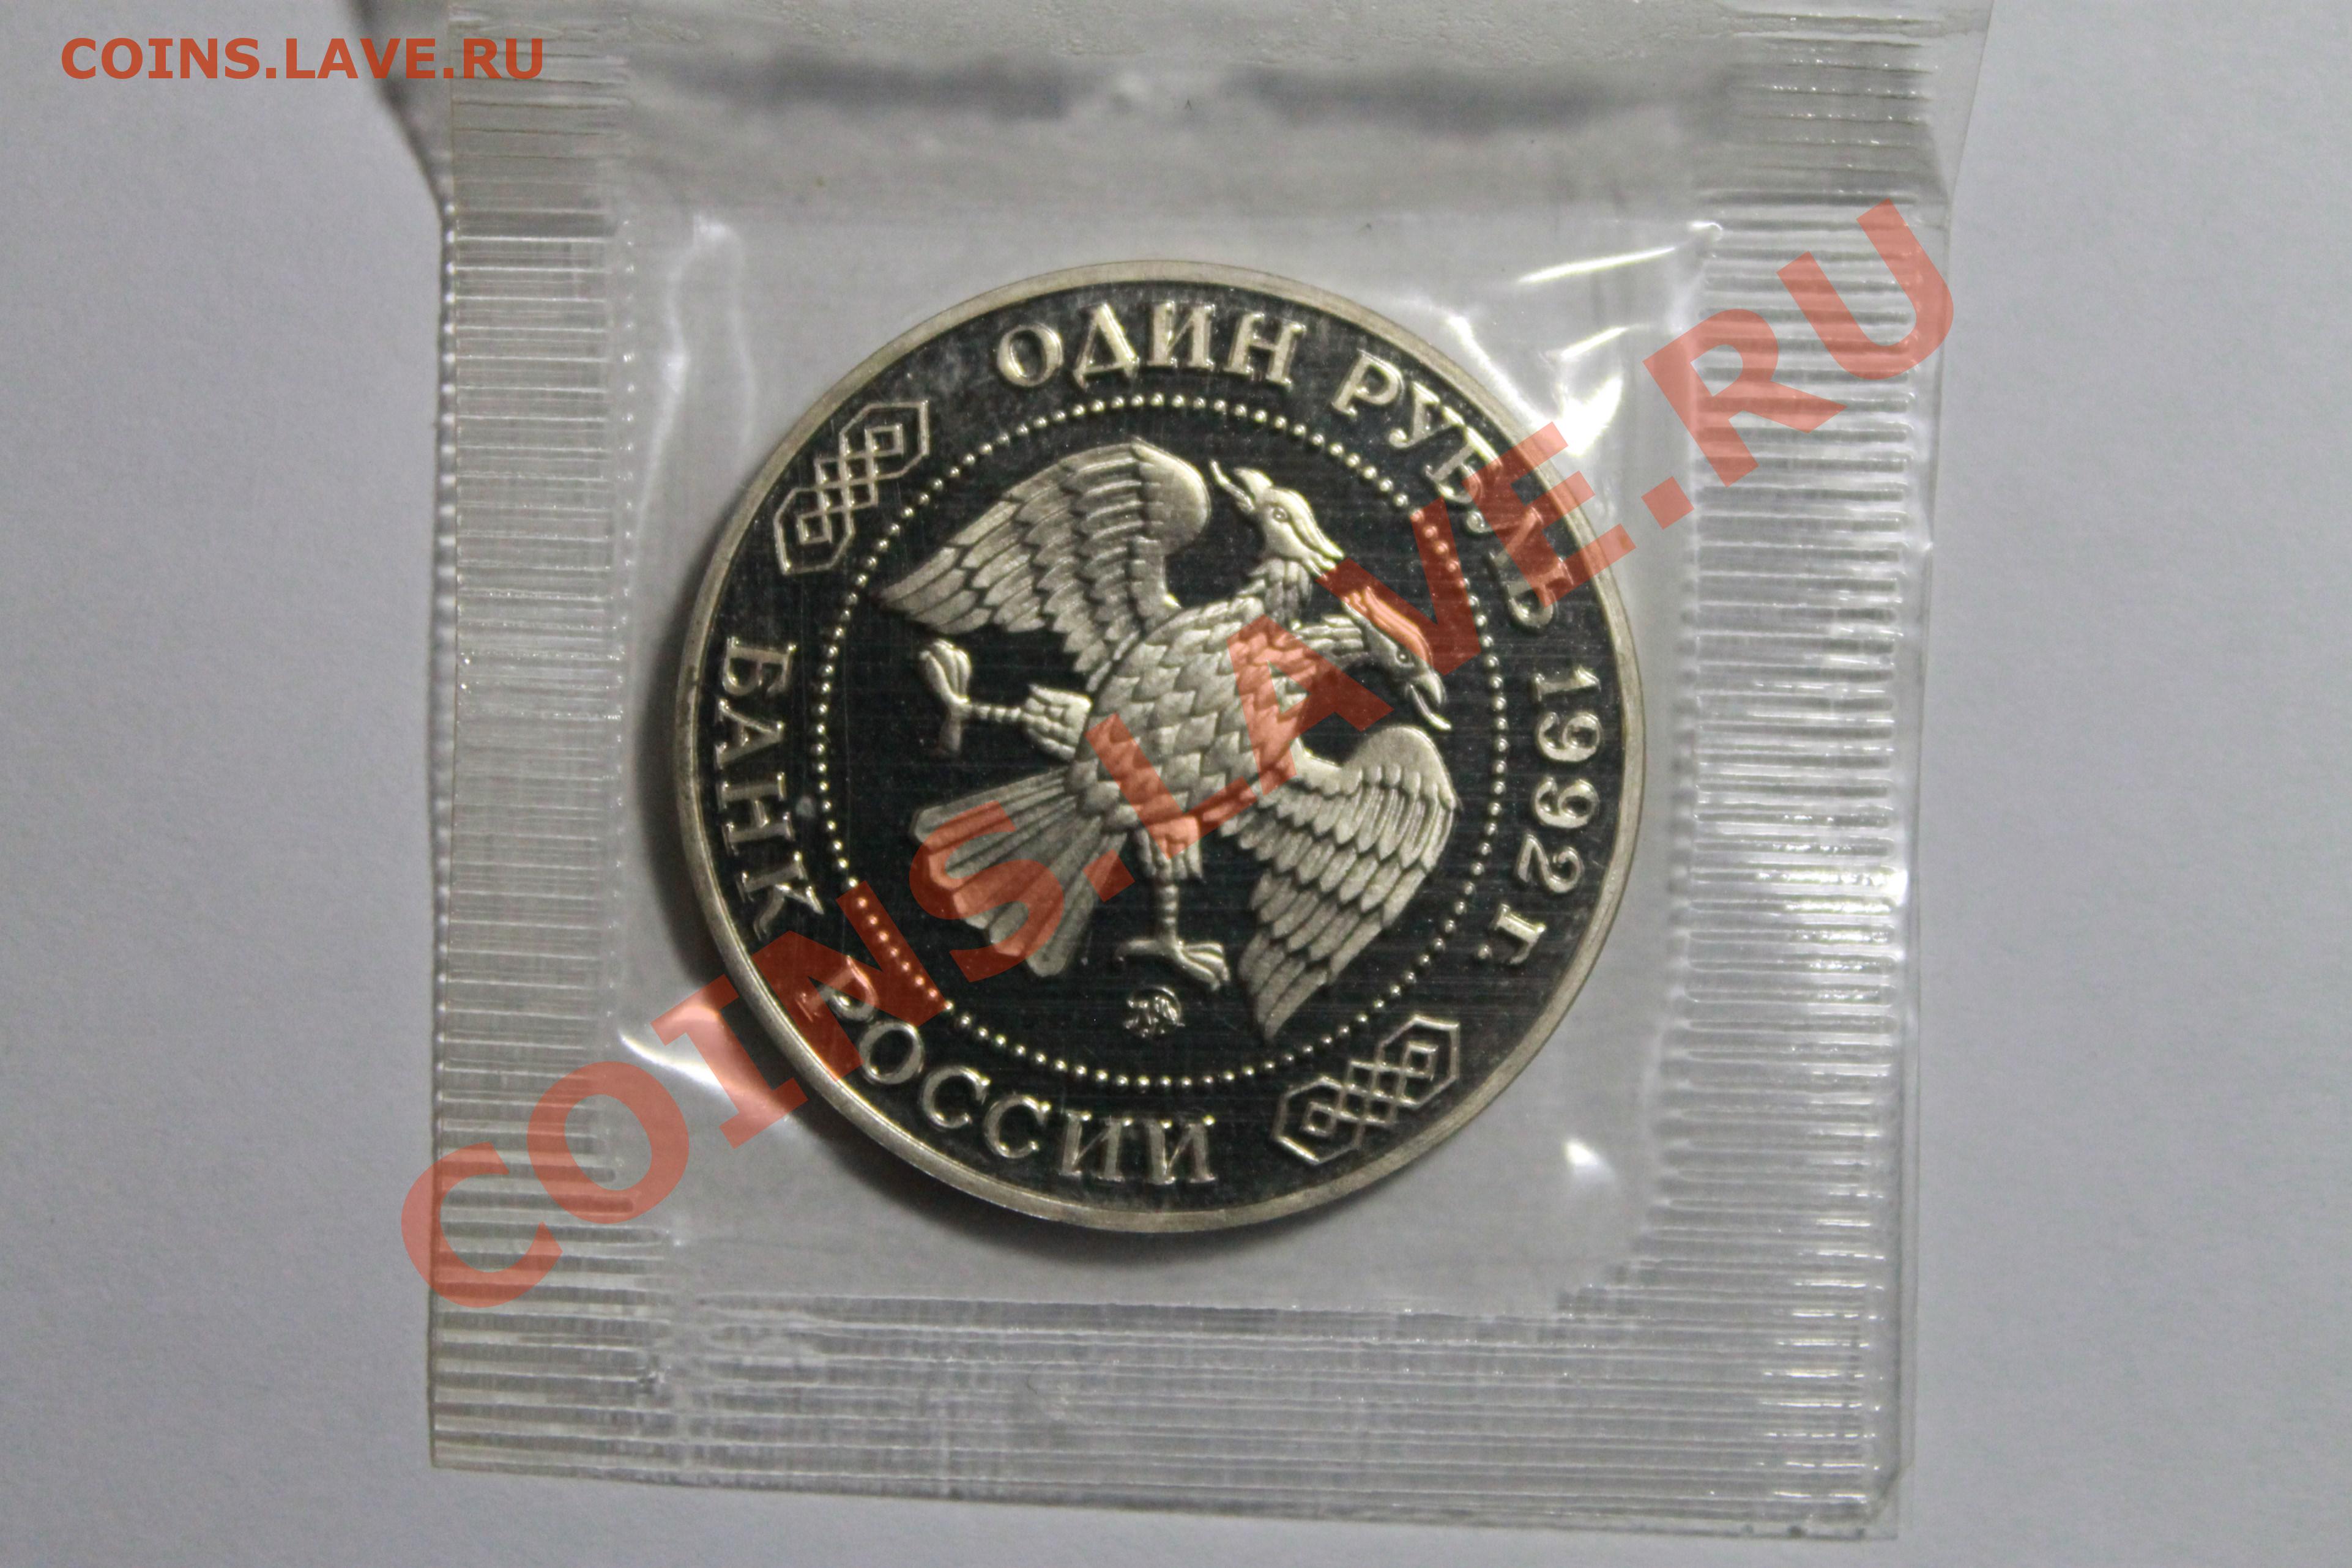 COINS.LAVE.RU
ОДИН РУБЛЬ 1992 г.
БАНК РОССИИ
COINS.LAVE.RU